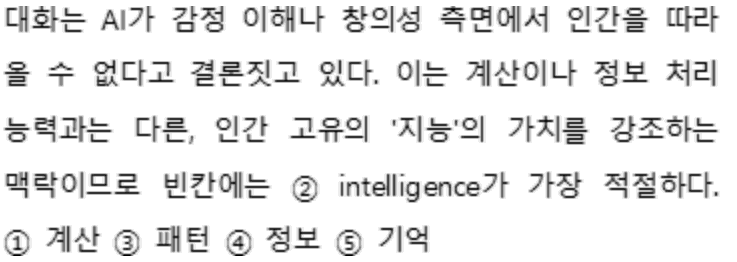 대화는 AI가 감정 이해나 창의성 측면에서 인간을 따라
올 수 없다고 결론짓고 있다. 이는 계산이나 정보 처리
능력과는 다른, 인간 고유의 '지능'의 가치를 강조하는
맥락이므로 빈칸에는 ② intelligence가 가장 적절하다.
① 계산 ③ 패턴 ④ 정보 ⑤ 기억